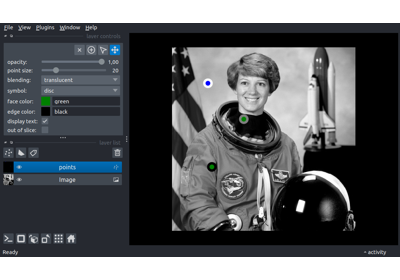 File View Plugins Window Help
layer controls
opacity: 1,00
point size: 20
blending: translucent
symbol: disc
face color: green
edge color: black
display text:
out of slice:
layer list
points
Image
Ready
activity